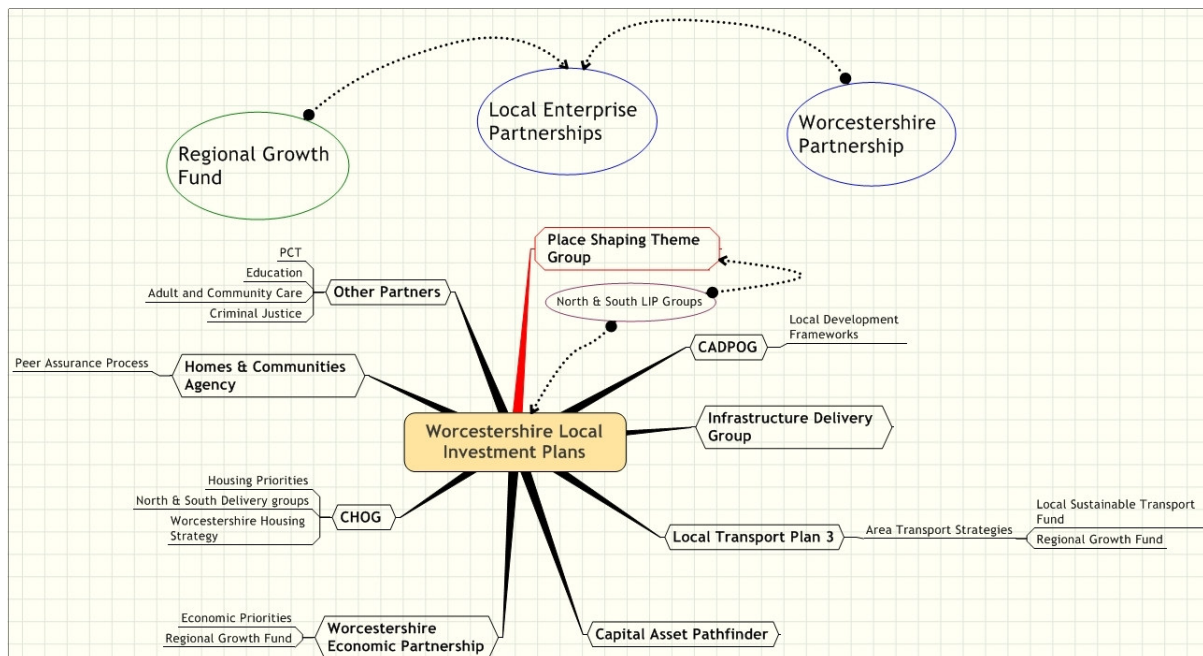 Regional Growth
Fund
Local Enterprise
Partnerships
Worcestershire
Partnership
Place Shaping Theme
Group
North & South LIP Groups
PCT
Education
Adult and Community Care
Criminal Justice
Other Partners
Local Development
Frameworks
CADPOG
Peer Assurance Process
Homes & Communities
Agency
Infrastructure Delivery
Group
Worcestershire Local
Investment Plans
Housing Priorities
North & South Delivery groups
Worcestershire Housing
Strategy
CHOG
Local Transport Plan 3
Area Transport Strategies
Local Sustainable Transport
Fund
Regional Growth Fund
Economic Priorities
Regional Growth Fund
Worcestershire
Economic Partnership
Capital Asset Pathfinder